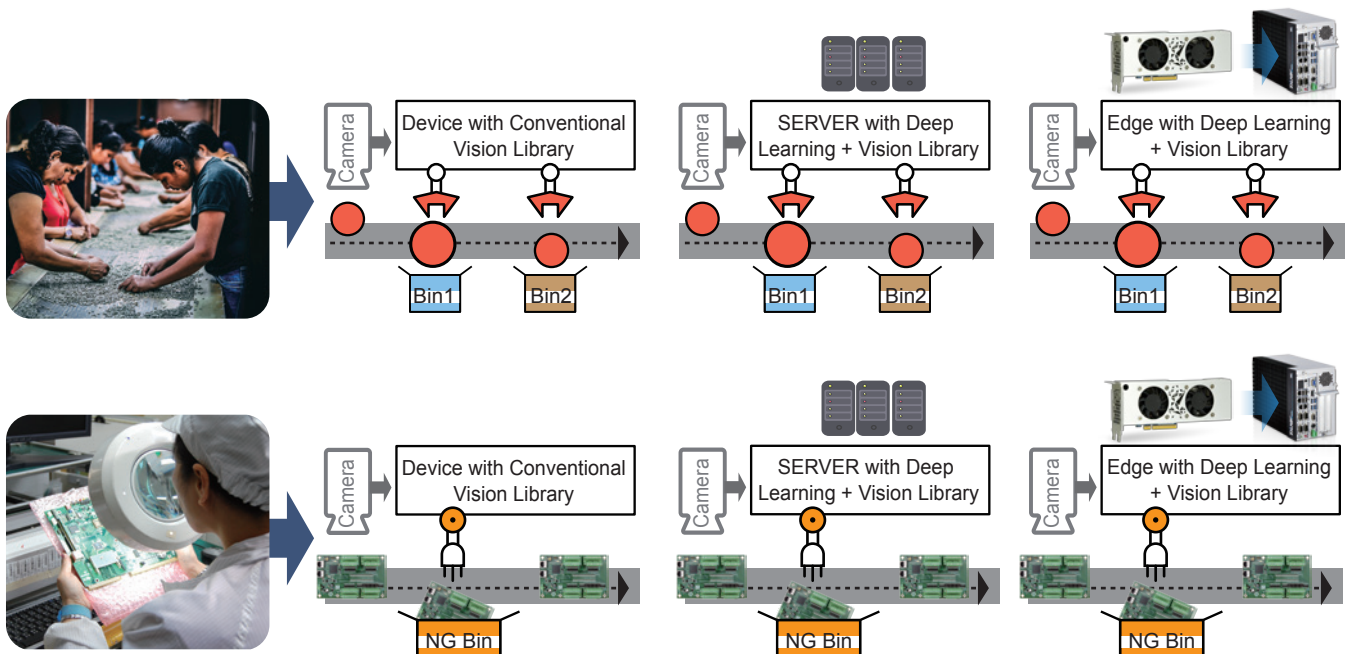 Camera
Device with Conventional
Vision Library
Bin1
Bin2
Camera
SERVER with Deep
Learning + Vision Library
Bin1
Bin2
Camera
Edge with Deep Learning
+ Vision Library
Bin1
Bin2
Camera
Device with Conventional
Vision Library
NG Bin
Camera
SERVER with Deep
Learning + Vision Library
NG Bin
Camera
Edge with Deep Learning
+ Vision Library
NG Bin